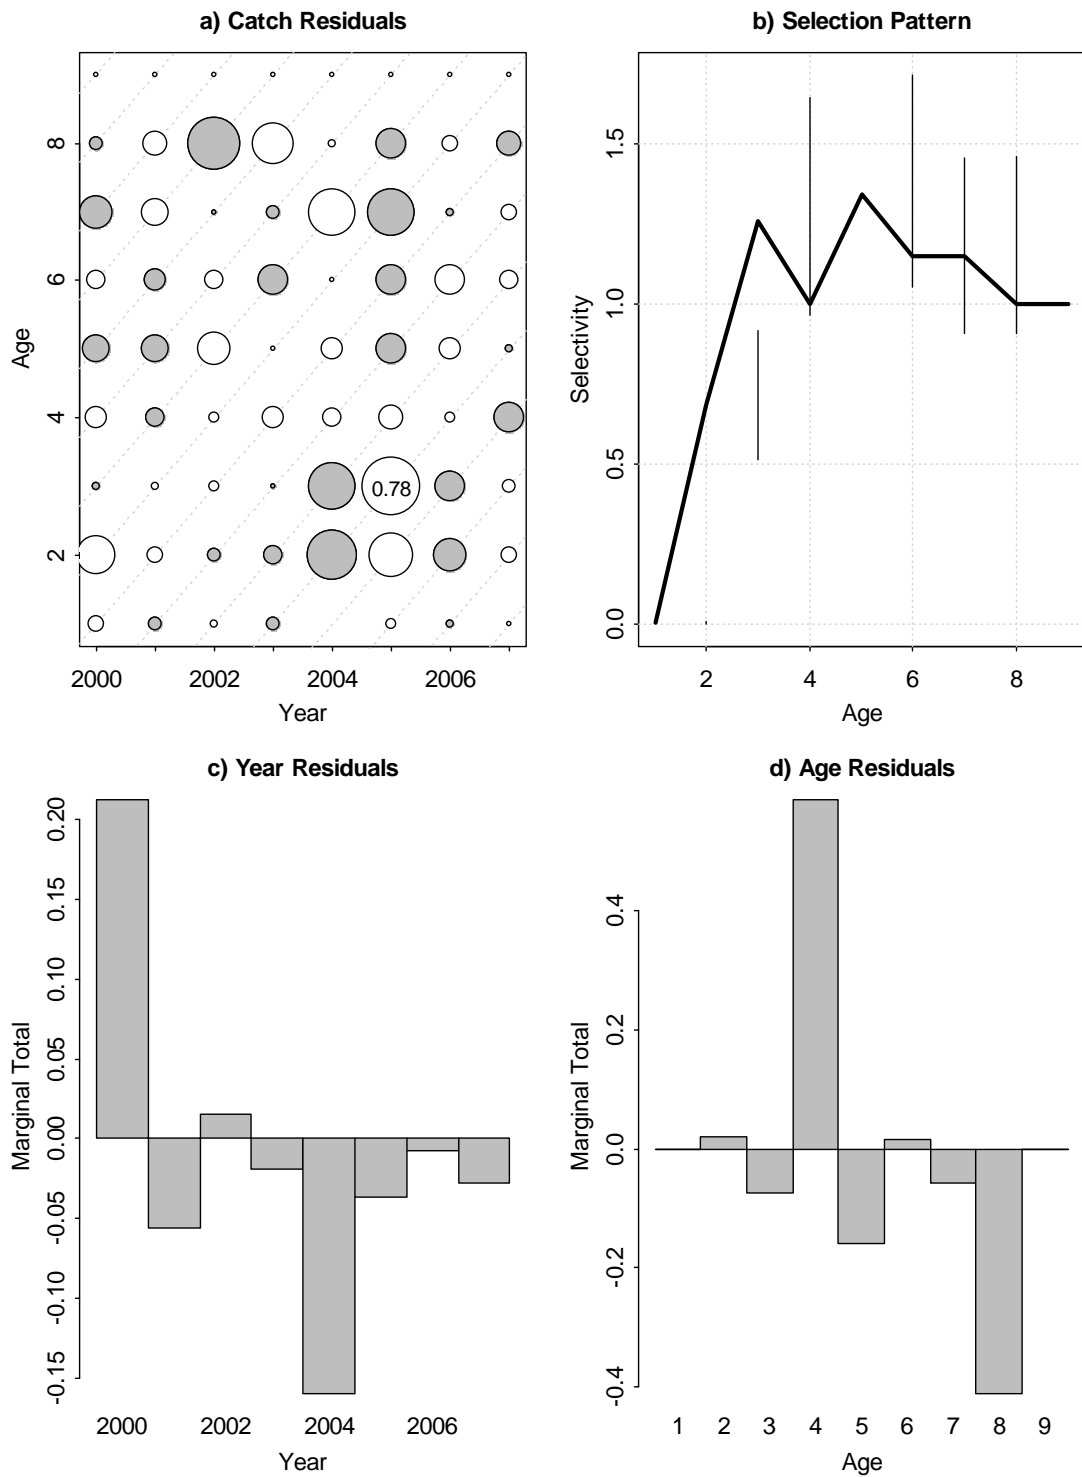 a) Catch Residuals
8
6
4
2
Age
0.78
2000 2002 2004 2006
Year
b) Selection Pattern
1.5
1.0
0.5
0.0
Selectivity
2 4 6 8
Age
c) Year Residuals
0.20
0.15
0.10
0.05
0.00
-0.05
-0.10
-0.15
Marginal Total
2000 2002 2004 2006
Year
d) Age Residuals
0.4
0.2
0.0
-0.2
-0.4
Marginal Total
1 2 3 4 5 6 7 8 9
Age